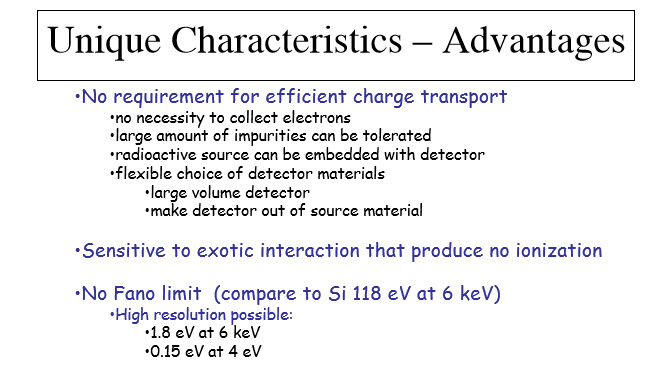 Unique Characteristics – Advantages
•No requirement for efficient charge transport
•no necessity to collect electrons
•large amount of impurities can be tolerated
•radioactive source can be embedded with detector
•flexible choice of detector materials
•large volume detector
•make detector out of source material
•Sensitive to exotic interaction that produce no ionization
•No Fano limit (compare to Si 118 eV at 6 keV)
•High resolution possible:
•1.8 eV at 6 keV
•0.15 eV at 4 eV